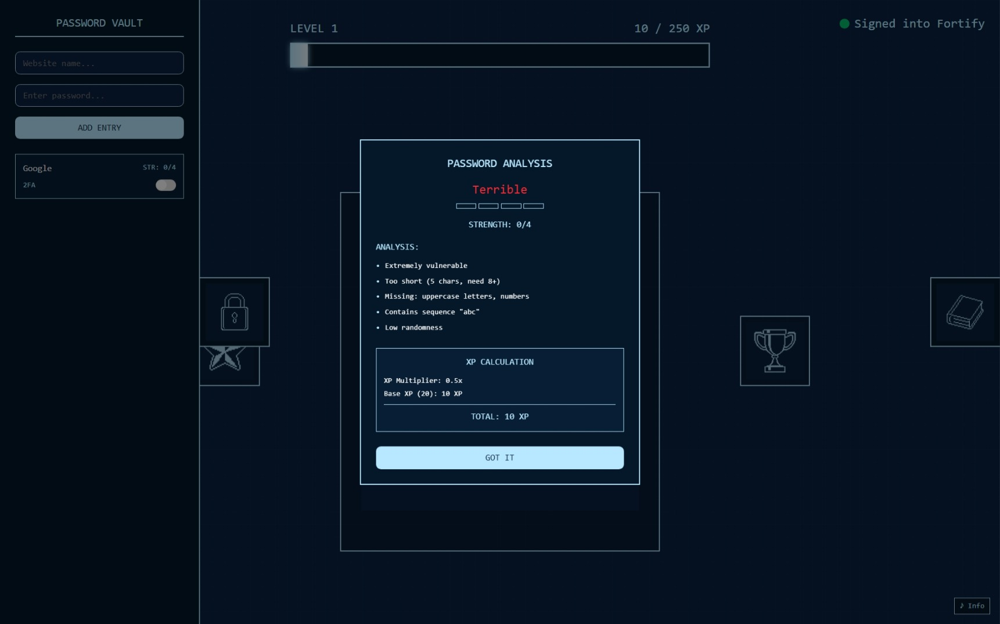 PASSWORD VAULT
Website name...
Enter password...
ADD ENTRY
Google
STR: 0/4
2FA
LEVEL 1
10 / 250 XP
Signed into Fortify
PASSWORD ANALYSIS
Terrible
STRENGTH: 0/4
ANALYSIS:
• Extremely vulnerable
• Too short (5 chars, need 8+)
• Missing: uppercase letters, numbers
• Contains sequence "abc"
• Low randomness
XP CALCULATION
XP Multiplier: 0.5x
Base XP (20): 10 XP
TOTAL: 10 XP
GOT IT
♪ Info